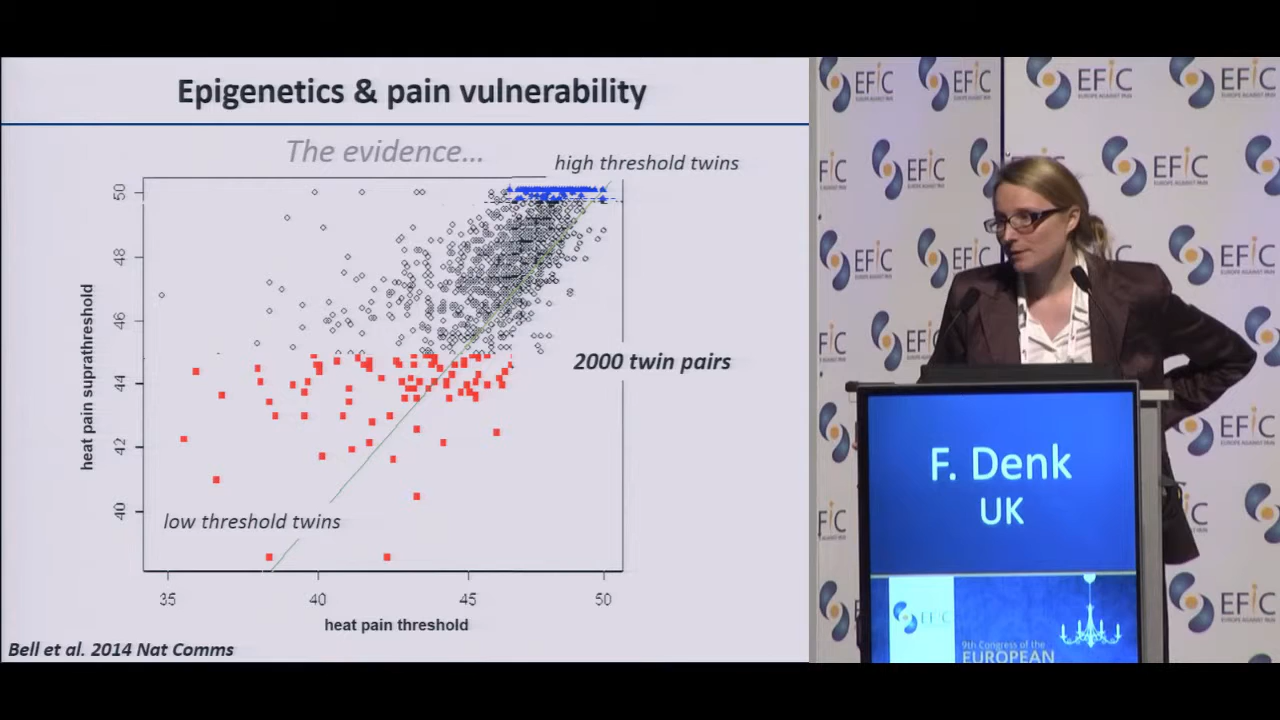 Epigenetics & pain vulnerability
The evidence...
high threshold twins
2000 twin pairs
low threshold twins
heat pain suprathreshold
50
48
46
44
42
40
35
40
45
50
heat pain threshold
Bell et al. 2014 Nat Comms
EFiC
EUROPE AGAINST PAIN
F. Denk
UK
EFIC
9th Congress of the
EUROPEAN